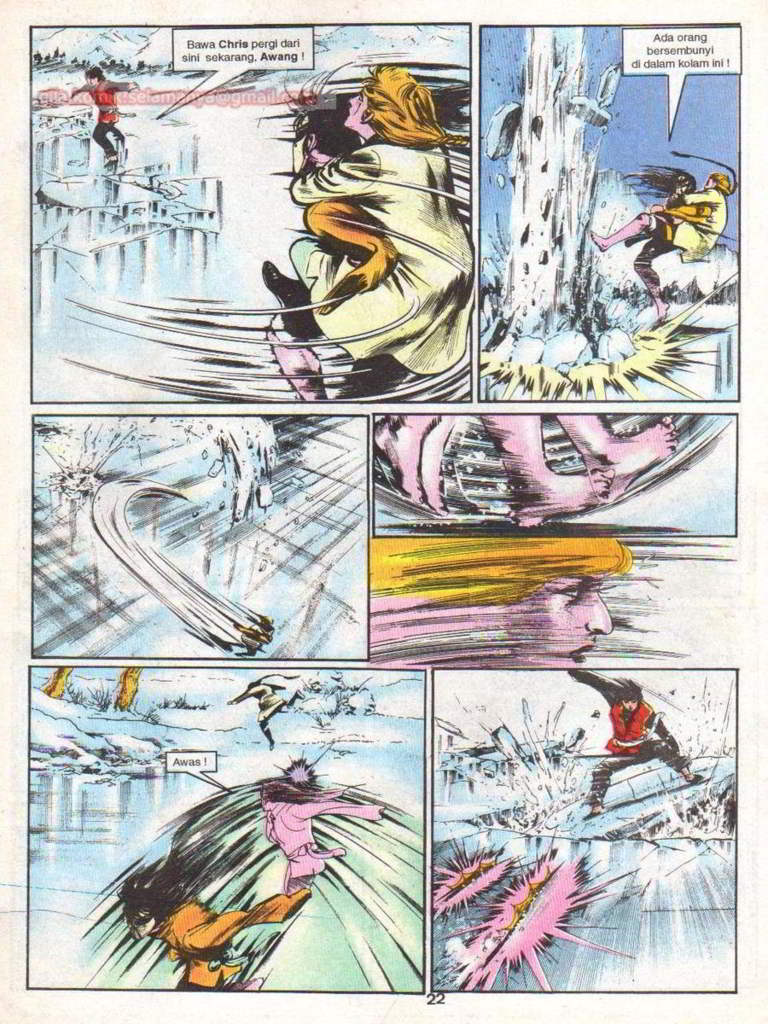 Bawa Chris pergi dari
sini sekarang, Awang !
Ada orang
bersembunyi
di dalam kolam ini !
Awas !
22